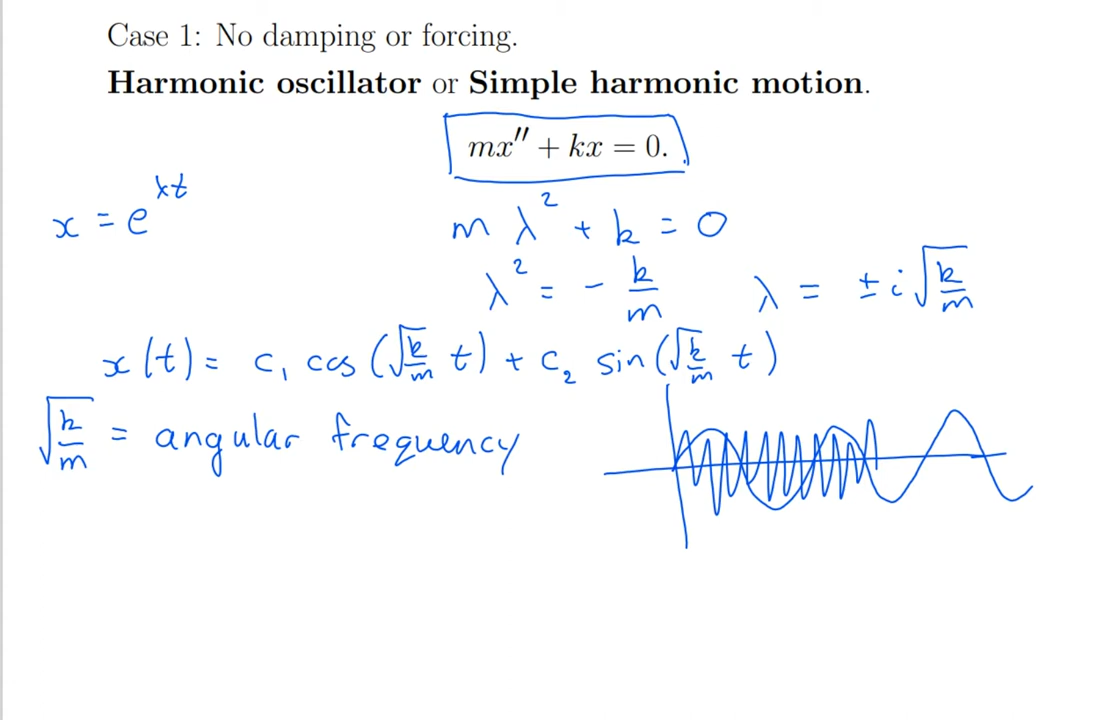 Case 1: No damping or forcing.
Harmonic oscillator or Simple harmonic motion.
mx″ + kx = 0.
x = e^{λt}
mλ² + k = 0
λ² = - k/m   λ = ± i√(k/m)
x(t) = c₁ cos(√(k/m) t) + c₂ sin(√(k/m) t)
√(k/m) = angular frequency